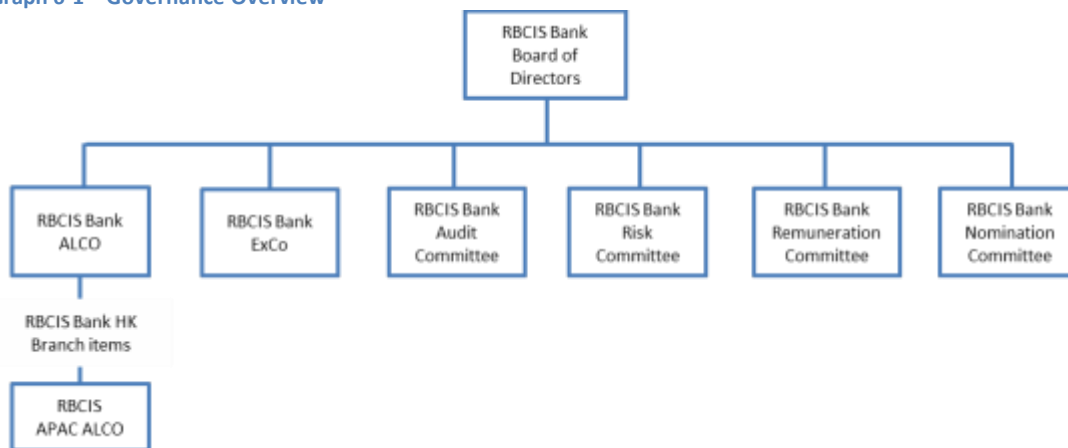 Graph 6-1 – Governance Overview
RBCIS Bank
Board of
Directors
RBCIS Bank
ALCO
RBCIS Bank
ExCo
RBCIS Bank
Audit
Committee
RBCIS Bank
Risk
Committee
RBCIS Bank
Remuneration
Committee
RBCIS Bank
Nomination
Committee
RBCIS Bank HK
Branch items
RBCIS
APAC ALCO